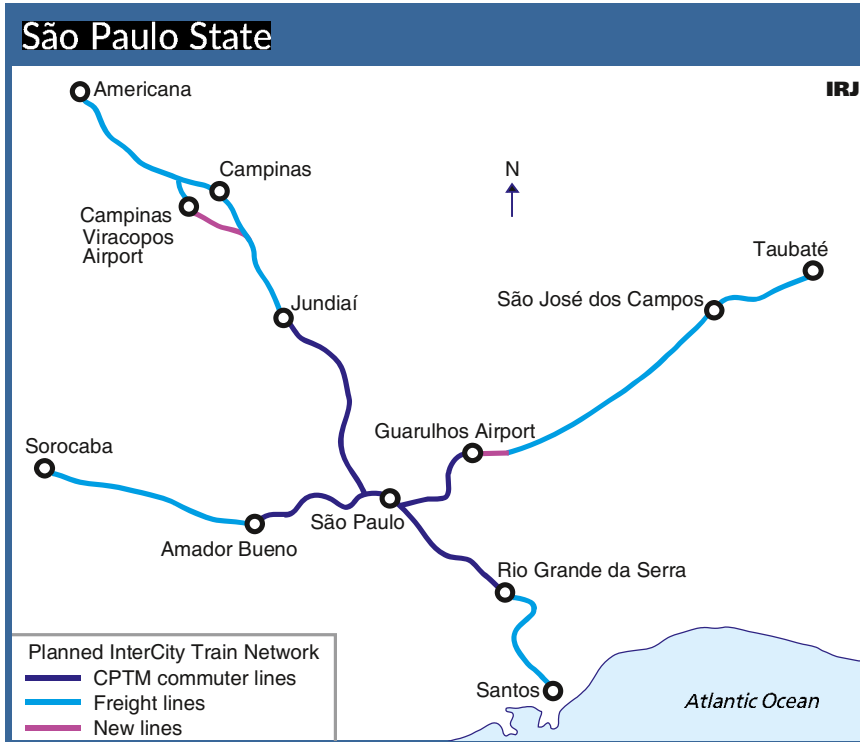 São Paulo State
IRJ
Americana
Campinas
N
Campinas
Viracopos
Airport
Taubaté
São José dos Campos
Jundiaí
Guarulhos Airport
Sorocaba
São Paulo
Amador Bueno
Rio Grande da Serra
Planned InterCity Train Network
CPTM commuter lines
Freight lines
New lines
Santos
Atlantic Ocean